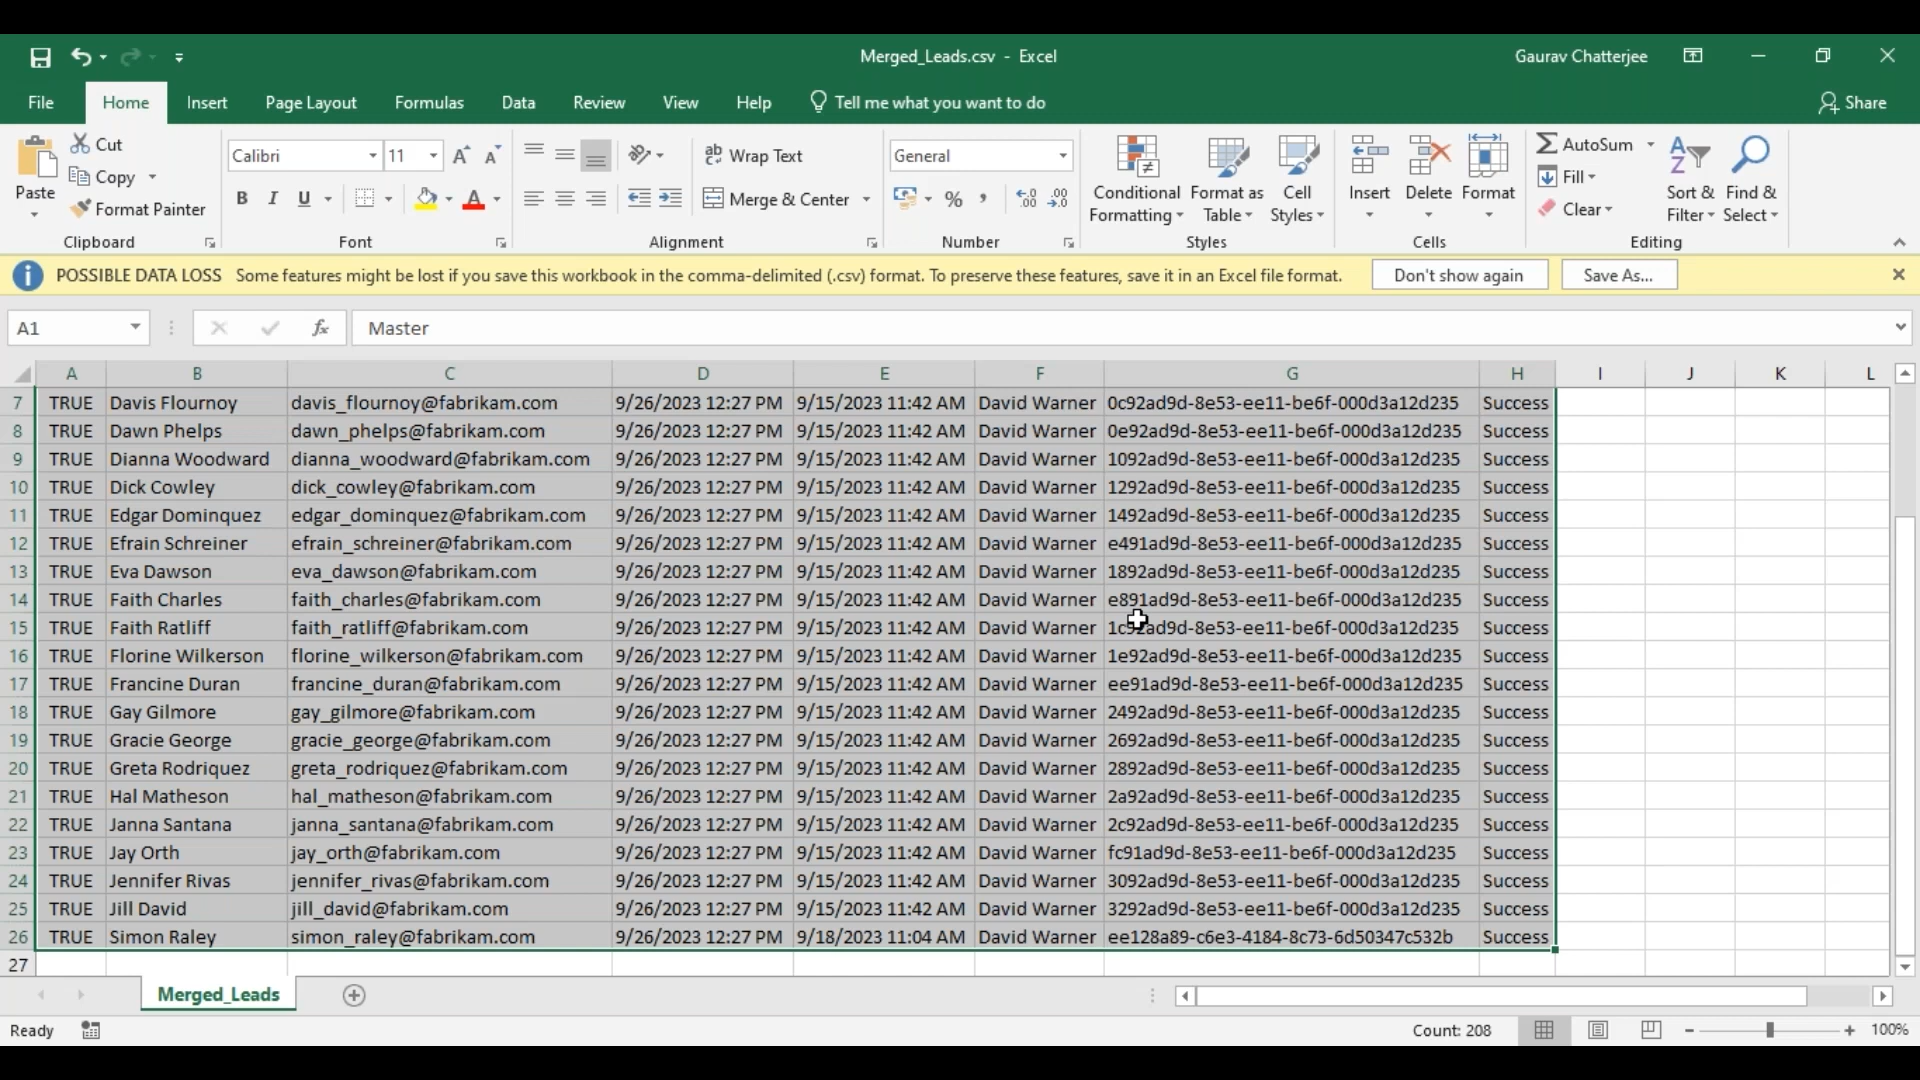 Merged_Leads.csv - Excel
Gaurav Chatterjee
File Home Insert Page Layout Formulas Data Review View Help Tell me what you want to do Share
Paste
Cut
Copy
Format Painter
Clipboard
Calibri 11
B I U A
Font
ab Wrap Text
Merge & Center
Alignment
General
% ,
Number
Conditional Formatting
Format as Table
Cell Styles
Styles
Insert Delete Format
Cells
AutoSum
Fill
Clear
Sort & Filter
Find & Select
Editing
POSSIBLE DATA LOSS Some features might be lost if you save this workbook in the comma-delimited (.csv) format. To preserve these features, save it in an Excel file format. Don't show again Save As...
A1 fx Master
A B C D E F G H I J K L
7 TRUE Davis Flournoy davis_flournoy@fabrikam.com 9/26/2023 12:27 PM 9/15/2023 11:42 AM David Warner 0c92ad9d-8e53-ee11-be6f-000d3a12d235 Success
8 TRUE Dawn Phelps dawn_phelps@fabrikam.com 9/26/2023 12:27 PM 9/15/2023 11:42 AM David Warner 0e92ad9d-8e53-ee11-be6f-000d3a12d235 Success
9 TRUE Dianna Woodward dianna_woodward@fabrikam.com 9/26/2023 12:27 PM 9/15/2023 11:42 AM David Warner 1092ad9d-8e53-ee11-be6f-000d3a12d235 Success
10 TRUE Dick Cowley dick_cowley@fabrikam.com 9/26/2023 12:27 PM 9/15/2023 11:42 AM David Warner 1292ad9d-8e53-ee11-be6f-000d3a12d235 Success
11 TRUE Edgar Dominquez edgar_dominquez@fabrikam.com 9/26/2023 12:27 PM 9/15/2023 11:42 AM David Warner 1492ad9d-8e53-ee11-be6f-000d3a12d235 Success
12 TRUE Efrain Schreiner efrain_schreiner@fabrikam.com 9/26/2023 12:27 PM 9/15/2023 11:42 AM David Warner e491ad9d-8e53-ee11-be6f-000d3a12d235 Success
13 TRUE Eva Dawson eva_dawson@fabrikam.com 9/26/2023 12:27 PM 9/15/2023 11:42 AM David Warner 1892ad9d-8e53-ee11-be6f-000d3a12d235 Success
14 TRUE Faith Charles faith_charles@fabrikam.com 9/26/2023 12:27 PM 9/15/2023 11:42 AM David Warner e891ad9d-8e53-ee11-be6f-000d3a12d235 Success
15 TRUE Faith Ratliff faith_ratliff@fabrikam.com 9/26/2023 12:27 PM 9/15/2023 11:42 AM David Warner 1c92ad9d-8e53-ee11-be6f-000d3a12d235 Success
16 TRUE Florine Wilkerson florine_wilkerson@fabrikam.com 9/26/2023 12:27 PM 9/15/2023 11:42 AM David Warner 1e92ad9d-8e53-ee11-be6f-000d3a12d235 Success
17 TRUE Francine Duran francine_duran@fabrikam.com 9/26/2023 12:27 PM 9/15/2023 11:42 AM David Warner ee91ad9d-8e53-ee11-be6f-000d3a12d235 Success
18 TRUE Gay Gilmore gay_gilmore@fabrikam.com 9/26/2023 12:27 PM 9/15/2023 11:42 AM David Warner 2492ad9d-8e53-ee11-be6f-000d3a12d235 Success
19 TRUE Gracie George gracie_george@fabrikam.com 9/26/2023 12:27 PM 9/15/2023 11:42 AM David Warner 2692ad9d-8e53-ee11-be6f-000d3a12d235 Success
20 TRUE Greta Rodriquez greta_rodriquez@fabrikam.com 9/26/2023 12:27 PM 9/15/2023 11:42 AM David Warner 2892ad9d-8e53-ee11-be6f-000d3a12d235 Success
21 TRUE Hal Matheson hal_matheson@fabrikam.com 9/26/2023 12:27 PM 9/15/2023 11:42 AM David Warner 2a92ad9d-8e53-ee11-be6f-000d3a12d235 Success
22 TRUE Janna Santana janna_santana@fabrikam.com 9/26/2023 12:27 PM 9/15/2023 11:42 AM David Warner 2c92ad9d-8e53-ee11-be6f-000d3a12d235 Success
23 TRUE Jay Orth jay_orth@fabrikam.com 9/26/2023 12:27 PM 9/15/2023 11:42 AM David Warner fc91ad9d-8e53-ee11-be6f-000d3a12d235 Success
24 TRUE Jennifer Rivas jennifer_rivas@fabrikam.com 9/26/2023 12:27 PM 9/15/2023 11:42 AM David Warner 3092ad9d-8e53-ee11-be6f-000d3a12d235 Success
25 TRUE Jill David jill_david@fabrikam.com 9/26/2023 12:27 PM 9/15/2023 11:42 AM David Warner 3292ad9d-8e53-ee11-be6f-000d3a12d235 Success
26 TRUE Simon Raley simon_raley@fabrikam.com 9/26/2023 12:27 PM 9/18/2023 11:04 AM David Warner ee128a89-c6e3-4184-8c73-6d50347c532b Success
27
Merged_Leads
Ready Count: 208 100%